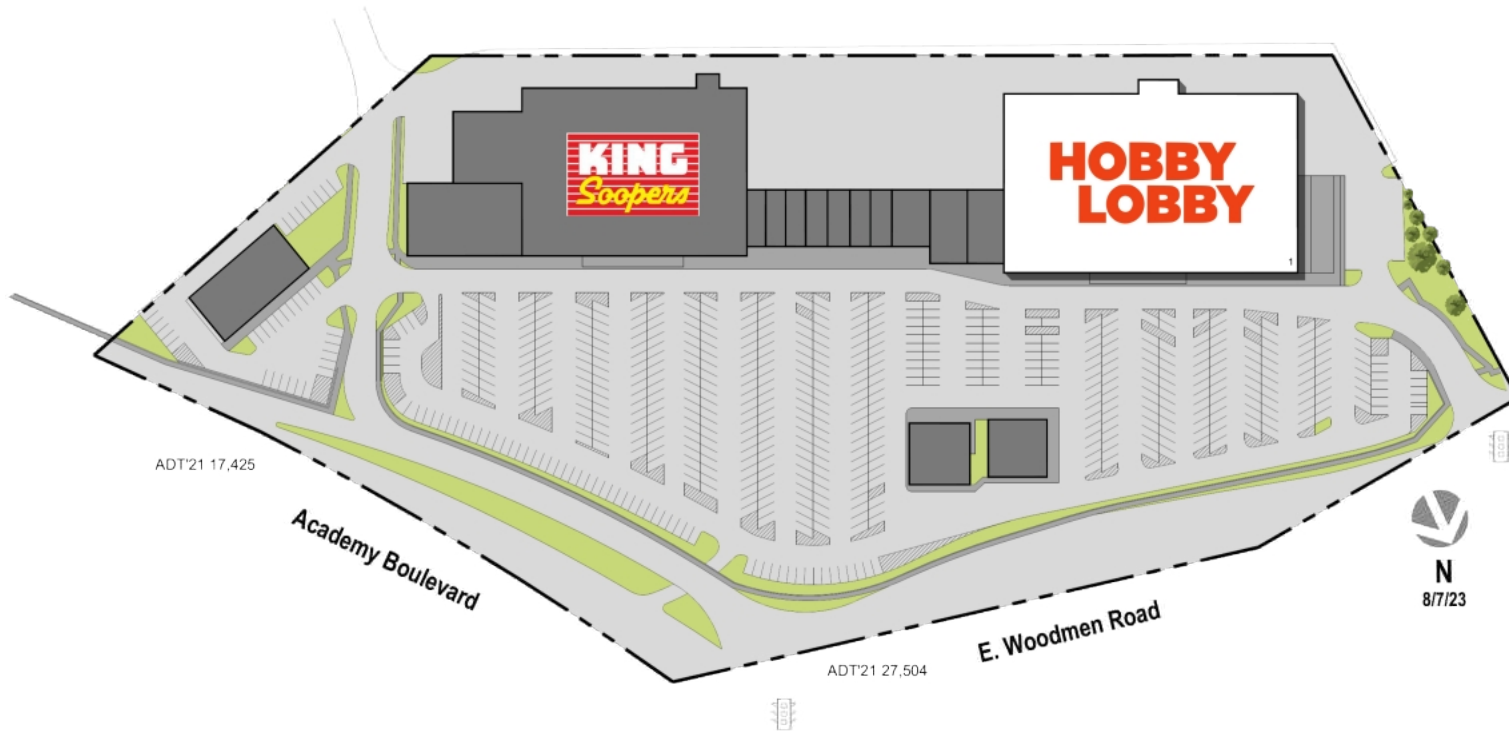 KING
Soopers
HOBBY
LOBBY
1
ADT'21 17,425
Academy Boulevard
ADT'21 27,504
E. Woodmen Road
N
8/7/23